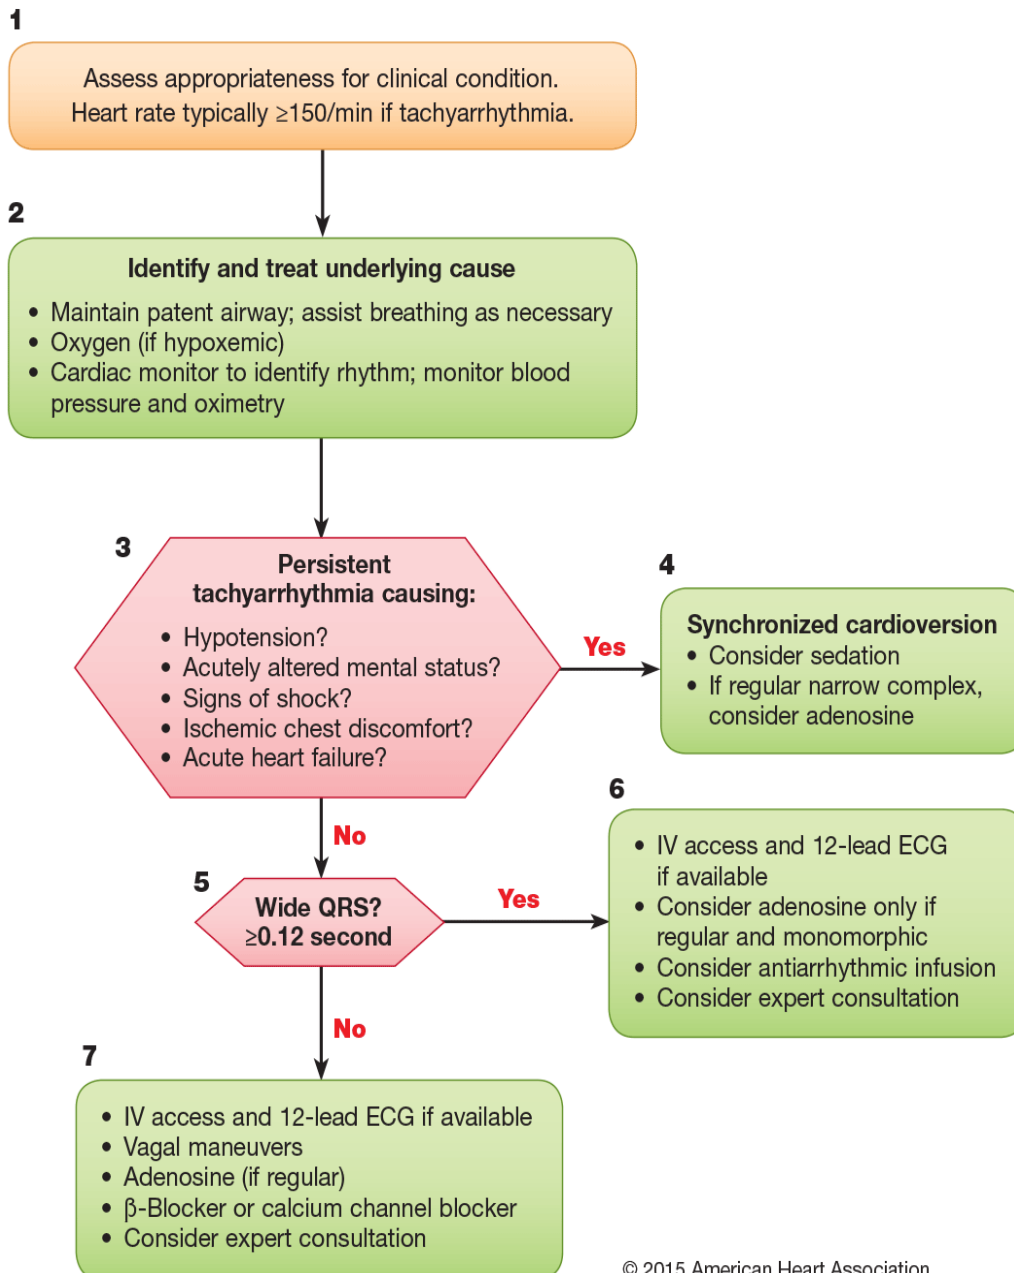 1
Assess appropriateness for clinical condition.
Heart rate typically ≥150/min if tachyarrhythmia.
2
Identify and treat underlying cause
• Maintain patent airway; assist breathing as necessary
• Oxygen (if hypoxemic)
• Cardiac monitor to identify rhythm; monitor blood
pressure and oximetry
3
Persistent
tachyarrhythmia causing:
• Hypotension?
• Acutely altered mental status?
• Signs of shock?
• Ischemic chest discomfort?
• Acute heart failure?
Yes
4
Synchronized cardioversion
• Consider sedation
• If regular narrow complex,
consider adenosine
No
5
Wide QRS?
≥0.12 second
Yes
6
• IV access and 12-lead ECG
if available
• Consider adenosine only if
regular and monomorphic
• Consider antiarrhythmic infusion
• Consider expert consultation
No
7
• IV access and 12-lead ECG if available
• Vagal maneuvers
• Adenosine (if regular)
• β-Blocker or calcium channel blocker
• Consider expert consultation
© 2015 American Heart Association